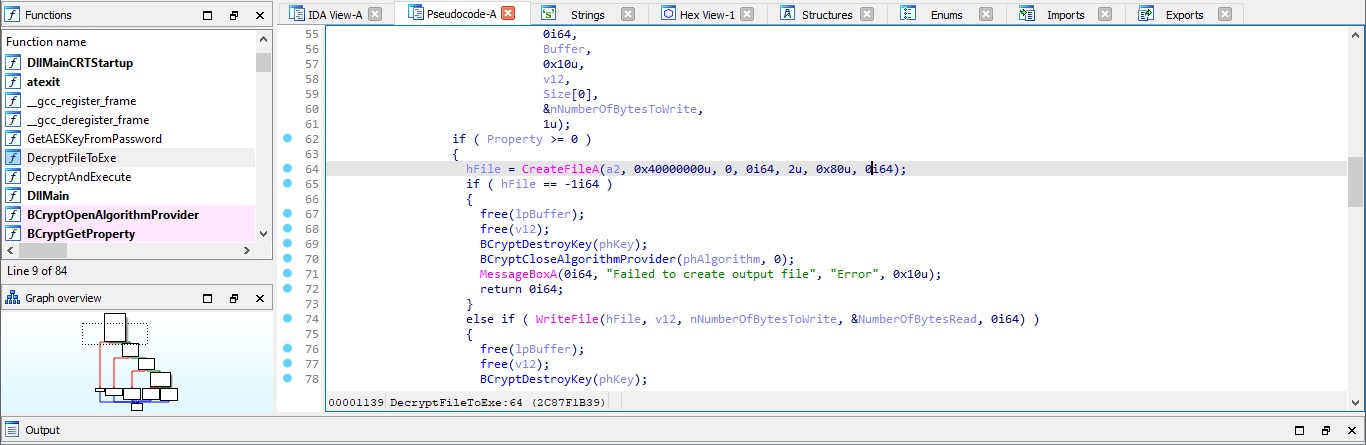 Functions
IDA View-A
Pseudocode-A
Strings
Hex View-1
Structures
Enums
Imports
Exports
Function name
DllMainCRTStartup
atexit
__gcc_register_frame
__gcc_deregister_frame
GetAESKeyFromPassword
DecryptFileToExe
DecryptAndExecute
DllMain
BCryptOpenAlgorithmProvider
BCryptGetProperty
Line 9 of 84
Graph overview
55 0i64,
56 Buffer,
57 0x10u,
58 v12,
59 Size[0],
60 &nNumberOfBytesToWrite,
61 1u);
62 if ( Property >= 0 )
63 {
64 hFile = CreateFileA(a2, 0x40000000u, 0, 0i64, 2u, 0x80u, 0i64);
65 if ( hFile == -1i64 )
66 {
67 free(lpBuffer);
68 free(v12);
69 BCryptDestroyKey(phKey);
70 BCryptCloseAlgorithmProvider(phAlgorithm, 0);
71 MessageBoxA(0i64, "Failed to create output file", "Error", 0x10u);
72 return 0i64;
73 }
74 else if ( WriteFile(hFile, v12, nNumberOfBytesToWrite, &NumberOfBytesRead, 0i64) )
75 {
76 free(lpBuffer);
77 free(v12);
78 BCryptDestroyKey(phKey);
00001139 DecryptFileToExe:64 (2C87F1B39)
Output